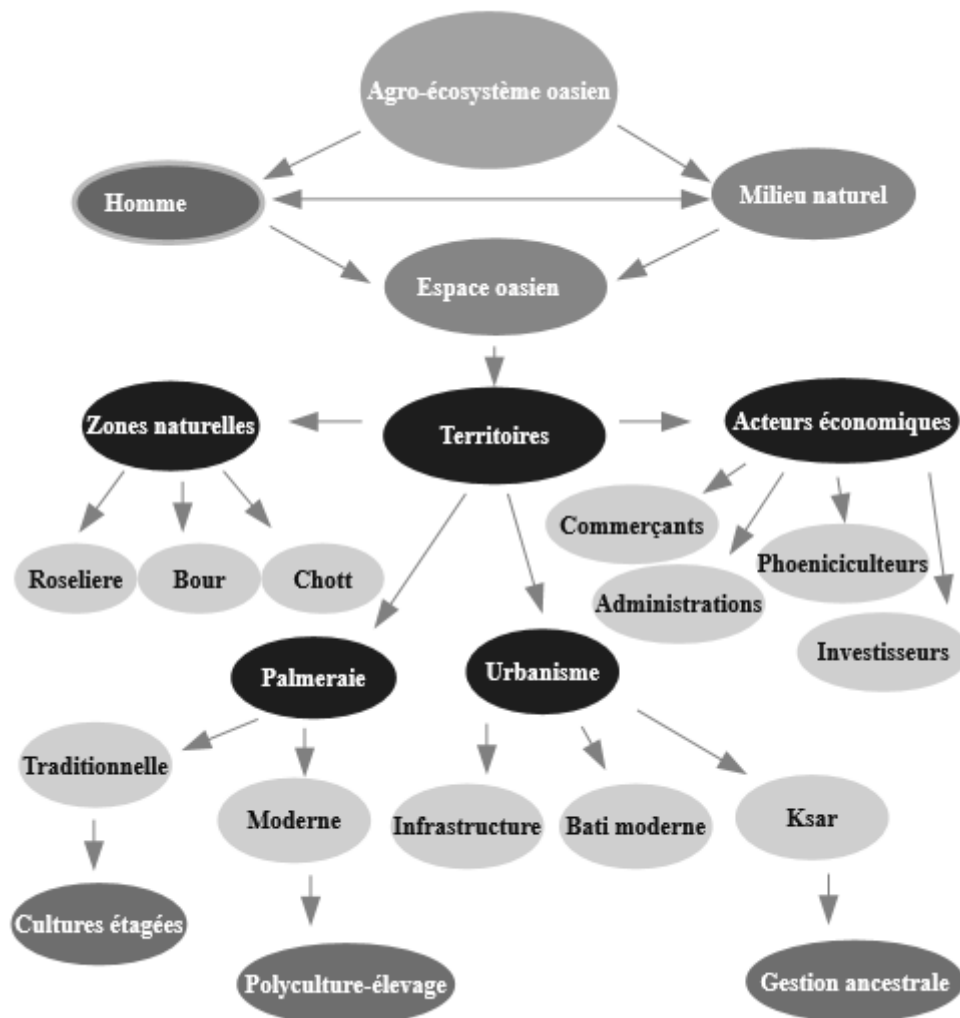 Agro-écosystème oasien
Homme
Milieu naturel
Espace oasien
Zones naturelles
Territoires
Acteurs économiques
Commerçants
Phoeniciculteurs
Roseliere
Bour
Chott
Administrations
Investisseurs
Palmeraie
Urbanisme
Traditionnelle
Moderne
Infrastructure
Bati moderne
Ksar
Cultures étagées
Polyculture-élevage
Gestion ancestrale